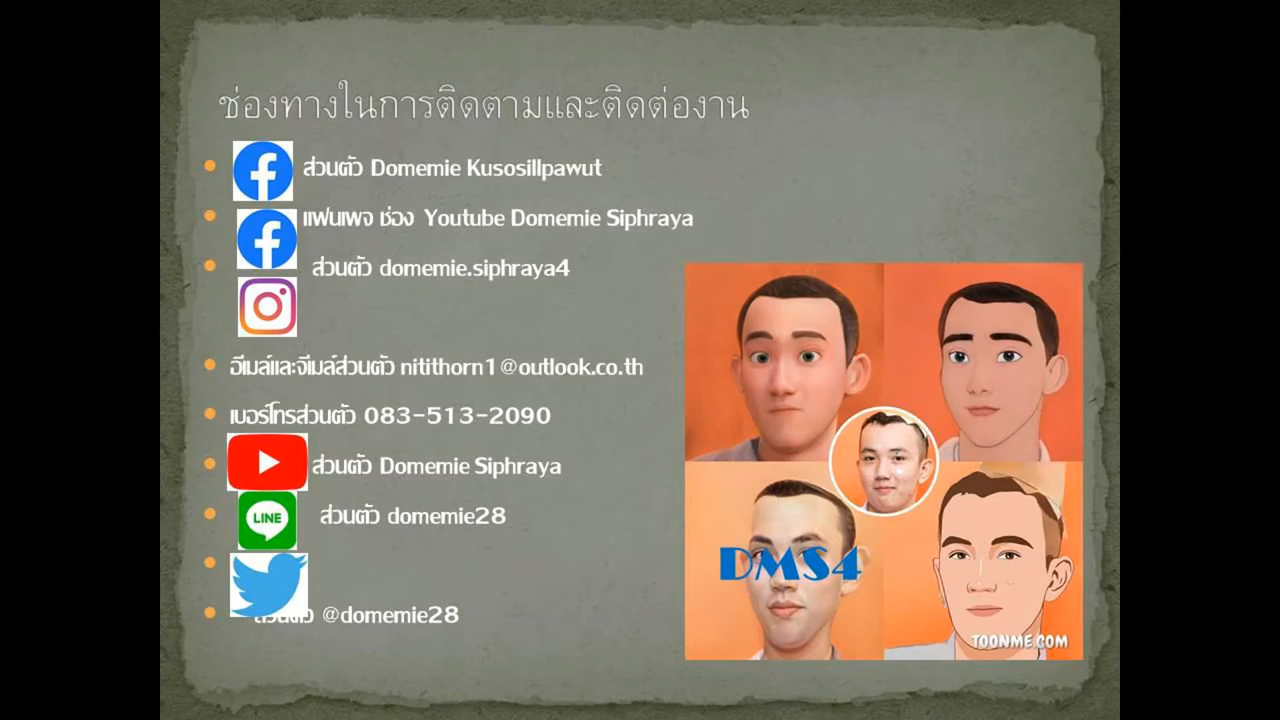 ช่องทางในการติดตามและติดต่องาน
ส่วนตัว Domemie Kusosillpawut
แฟนเพจ ช่อง Youtube Domemie Siphraya
ส่วนตัว domemie.siphraya4
อีเมล์และจีเมล์ส่วนตัว nitithorn1@outlook.co.th
เบอร์โทรส่วนตัว 083-513-2090
ส่วนตัว Domemie Siphraya
LINE ส่วนตัว domemie28
ส่วนตัว @domemie28
DMS4
TOONME.COM